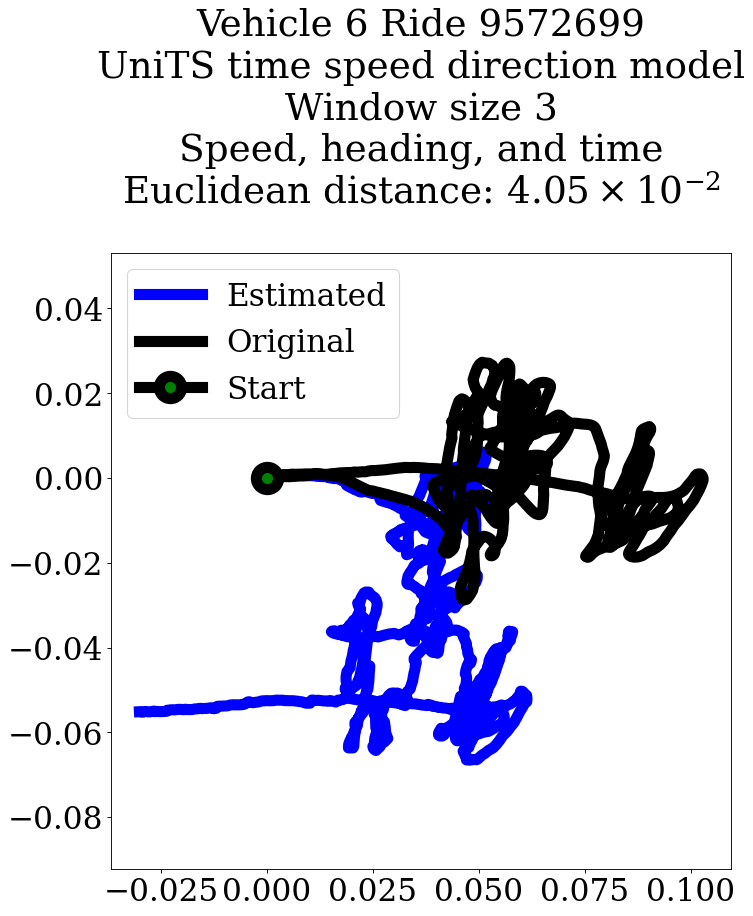 Vehicle 6 Ride 9572699
UniTS time speed direction model
Window size 3
Speed, heading, and time
Euclidean distance: 4.05 × 10⁻²
Estimated
Original
Start
0.04
0.02
0.00
−0.02
−0.04
−0.06
−0.08
−0.025 0.000 0.025 0.050 0.075 0.100